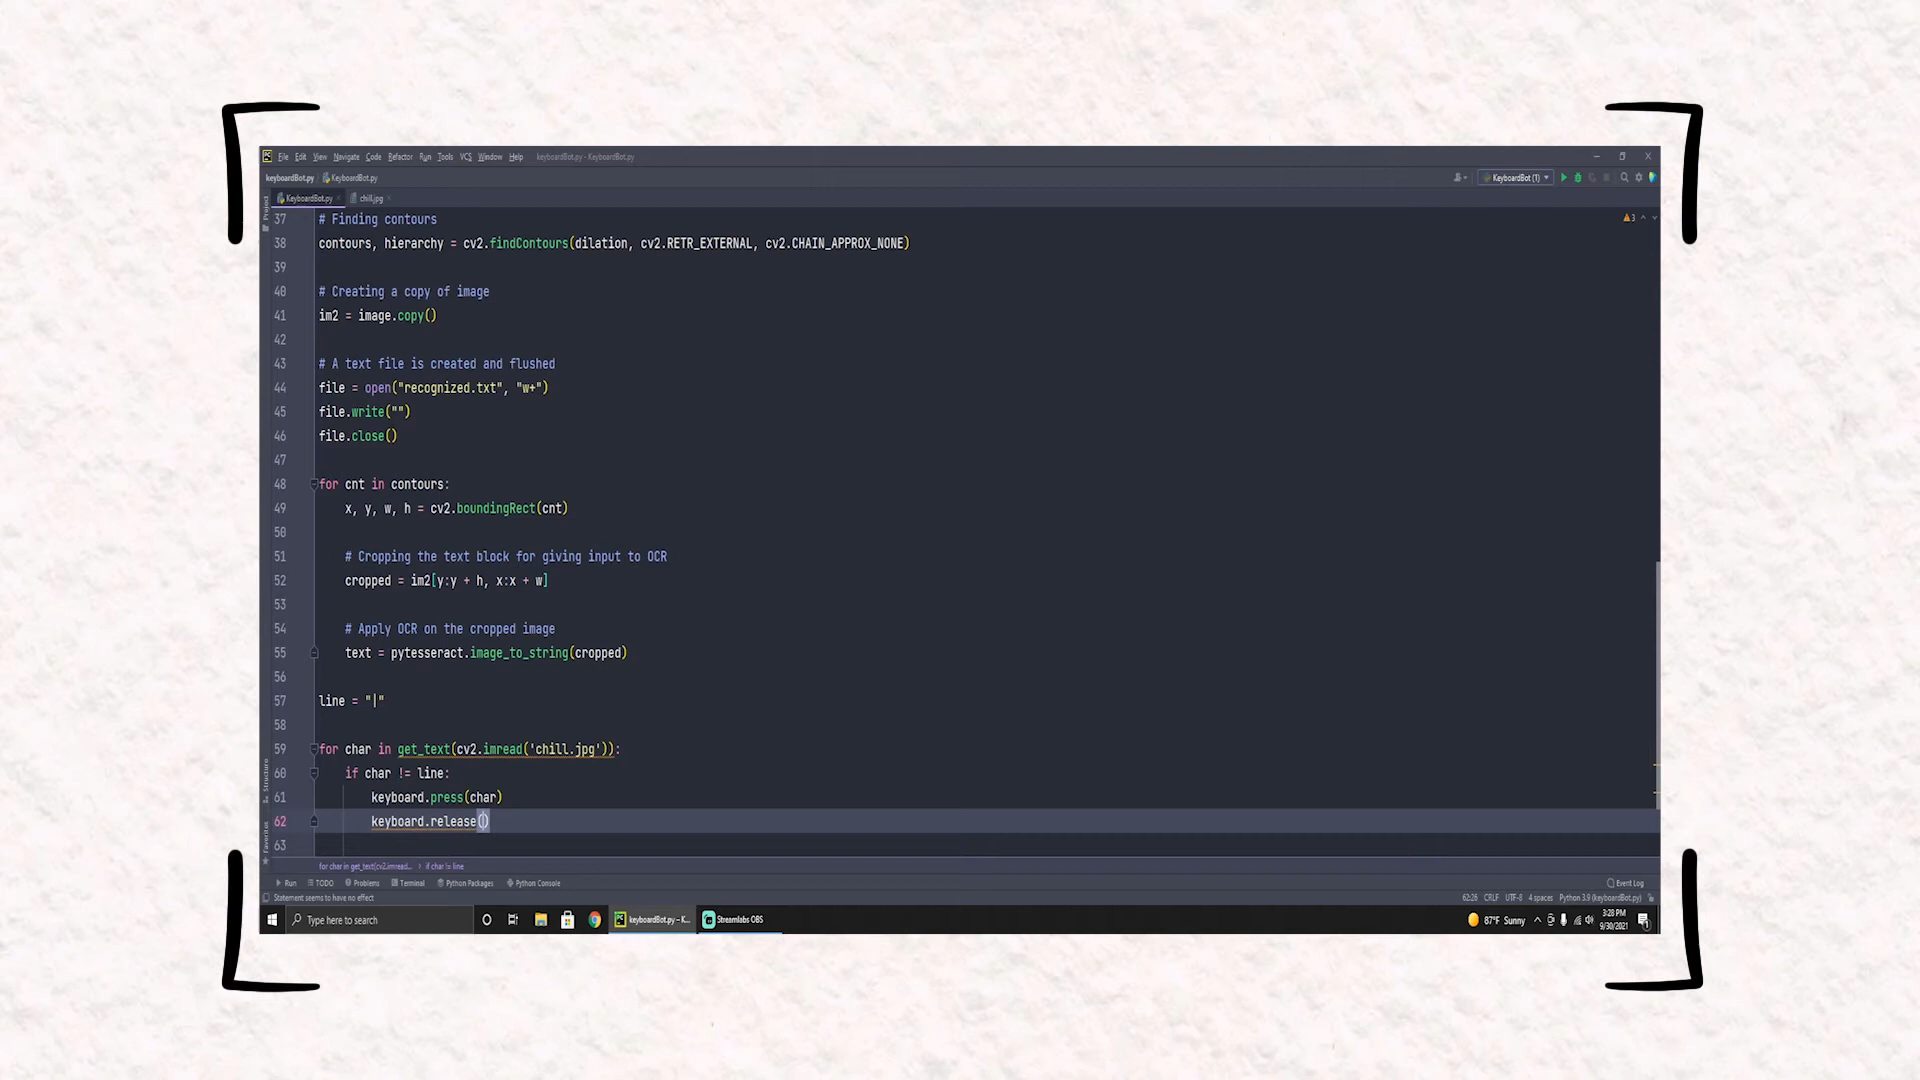 File Edit View Navigate Code Refactor Run Tools VCS Window Help keyboardBot.py - KeyboardBot.py
keyboardBot.py KeyboardBot.py KeyboardBot (1)
KeyboardBot.py chill.jpg
Project
37 # Finding contours 3
38 contours, hierarchy = cv2.findContours(dilation, cv2.RETR_EXTERNAL, cv2.CHAIN_APPROX_NONE)
39
40 # Creating a copy of image
41 im2 = image.copy()
42
43 # A text file is created and flushed
44 file = open("recognized.txt", "w+")
45 file.write("")
46 file.close()
47
48 for cnt in contours:
49 x, y, w, h = cv2.boundingRect(cnt)
50
51 # Cropping the text block for giving input to OCR
52 cropped = im2[y:y + h, x:x + w]
53
54 # Apply OCR on the cropped image
55 text = pytesseract.image_to_string(cropped)
56
57 line = "|"
58
59 for char in get_text(cv2.imread('chill.jpg')):
60 if char != line:
61 keyboard.press(char)
62 keyboard.release()
63
Structure
Favorites
for char in get_text(cv2.imread... > if char != line
Run TODO Problems Terminal Python Packages Python Console Event Log
Statement seems to have no effect 62:26 CRLF UTF-8 4 spaces Python 3.9 (keyboardBot.py)
Type here to search keyboardBot.py – K... Streamlabs OBS 87°F Sunny 3:28 PM
9/30/2021